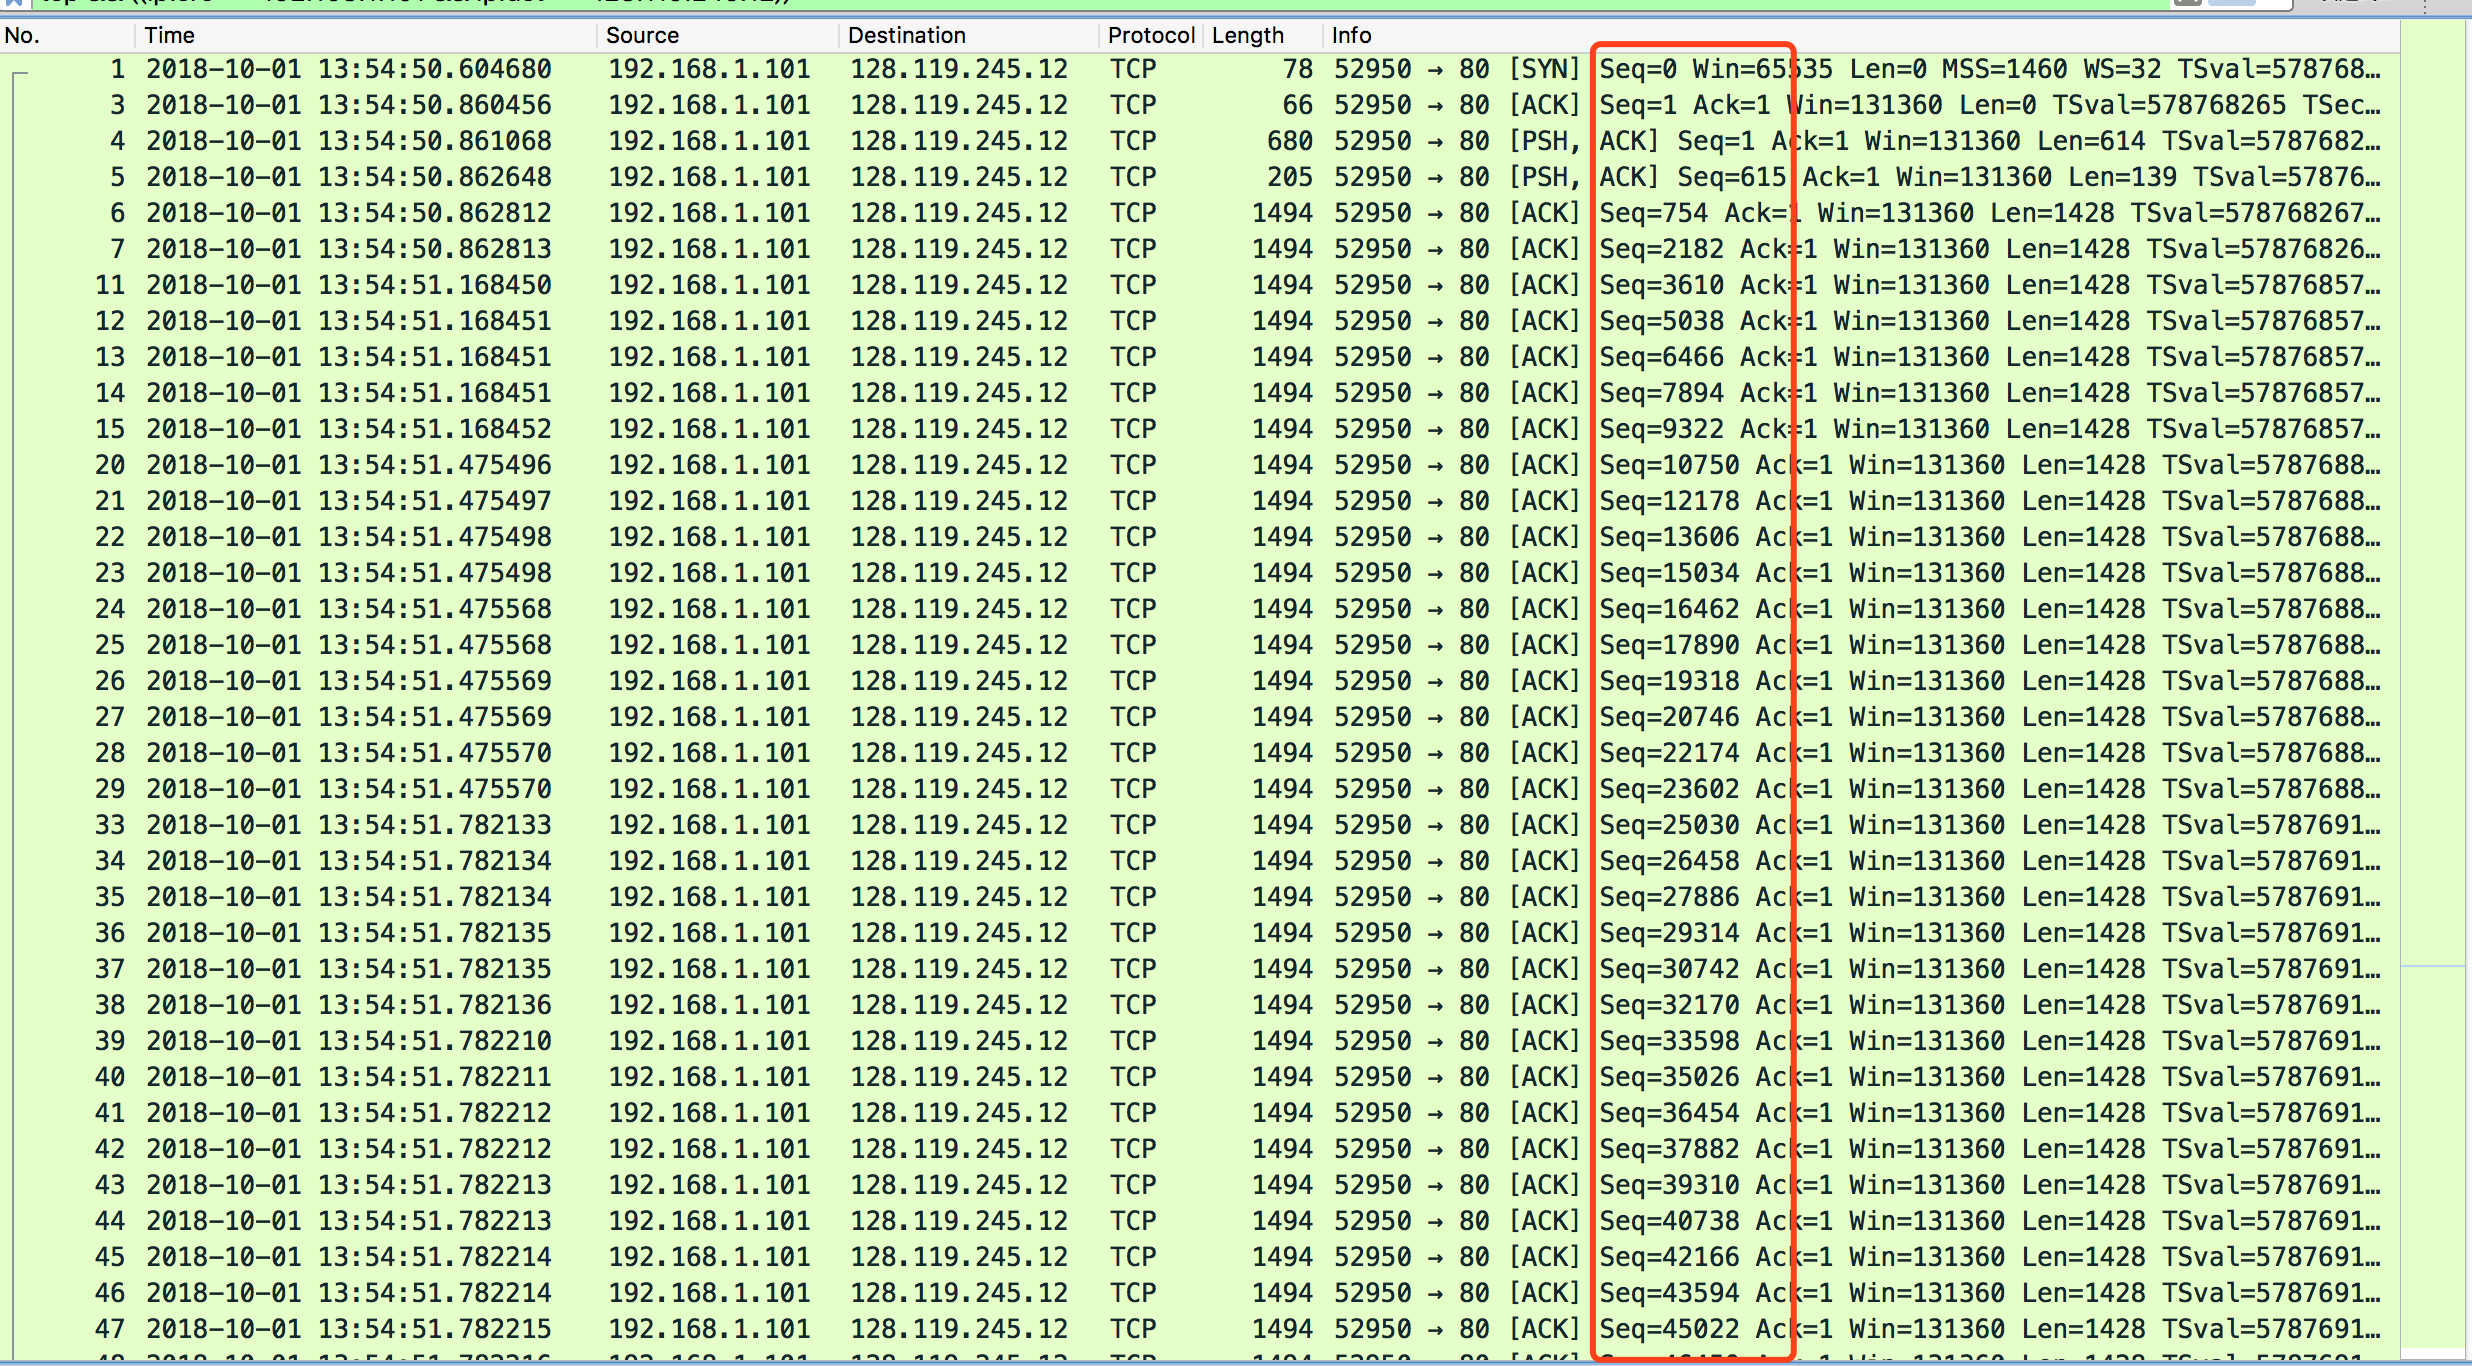 No. Time Source Destination Protocol Length Info
1 2018-10-01 13:54:50.604680 192.168.1.101 128.119.245.12 TCP 78 52950 → 80 [SYN] Seq=0 Win=65535 Len=0 MSS=1460 WS=32 TSval=578768…
3 2018-10-01 13:54:50.860456 192.168.1.101 128.119.245.12 TCP 66 52950 → 80 [ACK] Seq=1 Ack=1 Win=131360 Len=0 TSval=578768265 TSec…
4 2018-10-01 13:54:50.861068 192.168.1.101 128.119.245.12 TCP 680 52950 → 80 [PSH, ACK] Seq=1 Ack=1 Win=131360 Len=614 TSval=5787682…
5 2018-10-01 13:54:50.862648 192.168.1.101 128.119.245.12 TCP 205 52950 → 80 [PSH, ACK] Seq=615 Ack=1 Win=131360 Len=139 TSval=57876…
6 2018-10-01 13:54:50.862812 192.168.1.101 128.119.245.12 TCP 1494 52950 → 80 [ACK] Seq=754 Ack=1 Win=131360 Len=1428 TSval=578768267…
7 2018-10-01 13:54:50.862813 192.168.1.101 128.119.245.12 TCP 1494 52950 → 80 [ACK] Seq=2182 Ack=1 Win=131360 Len=1428 TSval=57876826…
11 2018-10-01 13:54:51.168450 192.168.1.101 128.119.245.12 TCP 1494 52950 → 80 [ACK] Seq=3610 Ack=1 Win=131360 Len=1428 TSval=57876857…
12 2018-10-01 13:54:51.168451 192.168.1.101 128.119.245.12 TCP 1494 52950 → 80 [ACK] Seq=5038 Ack=1 Win=131360 Len=1428 TSval=57876857…
13 2018-10-01 13:54:51.168451 192.168.1.101 128.119.245.12 TCP 1494 52950 → 80 [ACK] Seq=6466 Ack=1 Win=131360 Len=1428 TSval=57876857…
14 2018-10-01 13:54:51.168451 192.168.1.101 128.119.245.12 TCP 1494 52950 → 80 [ACK] Seq=7894 Ack=1 Win=131360 Len=1428 TSval=57876857…
15 2018-10-01 13:54:51.168452 192.168.1.101 128.119.245.12 TCP 1494 52950 → 80 [ACK] Seq=9322 Ack=1 Win=131360 Len=1428 TSval=57876857…
20 2018-10-01 13:54:51.475496 192.168.1.101 128.119.245.12 TCP 1494 52950 → 80 [ACK] Seq=10750 Ack=1 Win=131360 Len=1428 TSval=5787688…
21 2018-10-01 13:54:51.475497 192.168.1.101 128.119.245.12 TCP 1494 52950 → 80 [ACK] Seq=12178 Ack=1 Win=131360 Len=1428 TSval=5787688…
22 2018-10-01 13:54:51.475498 192.168.1.101 128.119.245.12 TCP 1494 52950 → 80 [ACK] Seq=13606 Ack=1 Win=131360 Len=1428 TSval=5787688…
23 2018-10-01 13:54:51.475498 192.168.1.101 128.119.245.12 TCP 1494 52950 → 80 [ACK] Seq=15034 Ack=1 Win=131360 Len=1428 TSval=5787688…
24 2018-10-01 13:54:51.475568 192.168.1.101 128.119.245.12 TCP 1494 52950 → 80 [ACK] Seq=16462 Ack=1 Win=131360 Len=1428 TSval=5787688…
25 2018-10-01 13:54:51.475568 192.168.1.101 128.119.245.12 TCP 1494 52950 → 80 [ACK] Seq=17890 Ack=1 Win=131360 Len=1428 TSval=5787688…
26 2018-10-01 13:54:51.475569 192.168.1.101 128.119.245.12 TCP 1494 52950 → 80 [ACK] Seq=19318 Ack=1 Win=131360 Len=1428 TSval=5787688…
27 2018-10-01 13:54:51.475569 192.168.1.101 128.119.245.12 TCP 1494 52950 → 80 [ACK] Seq=20746 Ack=1 Win=131360 Len=1428 TSval=5787688…
28 2018-10-01 13:54:51.475570 192.168.1.101 128.119.245.12 TCP 1494 52950 → 80 [ACK] Seq=22174 Ack=1 Win=131360 Len=1428 TSval=5787688…
29 2018-10-01 13:54:51.475570 192.168.1.101 128.119.245.12 TCP 1494 52950 → 80 [ACK] Seq=23602 Ack=1 Win=131360 Len=1428 TSval=5787688…
33 2018-10-01 13:54:51.782133 192.168.1.101 128.119.245.12 TCP 1494 52950 → 80 [ACK] Seq=25030 Ack=1 Win=131360 Len=1428 TSval=5787691…
34 2018-10-01 13:54:51.782134 192.168.1.101 128.119.245.12 TCP 1494 52950 → 80 [ACK] Seq=26458 Ack=1 Win=131360 Len=1428 TSval=5787691…
35 2018-10-01 13:54:51.782134 192.168.1.101 128.119.245.12 TCP 1494 52950 → 80 [ACK] Seq=27886 Ack=1 Win=131360 Len=1428 TSval=5787691…
36 2018-10-01 13:54:51.782135 192.168.1.101 128.119.245.12 TCP 1494 52950 → 80 [ACK] Seq=29314 Ack=1 Win=131360 Len=1428 TSval=5787691…
37 2018-10-01 13:54:51.782135 192.168.1.101 128.119.245.12 TCP 1494 52950 → 80 [ACK] Seq=30742 Ack=1 Win=131360 Len=1428 TSval=5787691…
38 2018-10-01 13:54:51.782136 192.168.1.101 128.119.245.12 TCP 1494 52950 → 80 [ACK] Seq=32170 Ack=1 Win=131360 Len=1428 TSval=5787691…
39 2018-10-01 13:54:51.782210 192.168.1.101 128.119.245.12 TCP 1494 52950 → 80 [ACK] Seq=33598 Ack=1 Win=131360 Len=1428 TSval=5787691…
40 2018-10-01 13:54:51.782211 192.168.1.101 128.119.245.12 TCP 1494 52950 → 80 [ACK] Seq=35026 Ack=1 Win=131360 Len=1428 TSval=5787691…
41 2018-10-01 13:54:51.782212 192.168.1.101 128.119.245.12 TCP 1494 52950 → 80 [ACK] Seq=36454 Ack=1 Win=131360 Len=1428 TSval=5787691…
42 2018-10-01 13:54:51.782212 192.168.1.101 128.119.245.12 TCP 1494 52950 → 80 [ACK] Seq=37882 Ack=1 Win=131360 Len=1428 TSval=5787691…
43 2018-10-01 13:54:51.782213 192.168.1.101 128.119.245.12 TCP 1494 52950 → 80 [ACK] Seq=39310 Ack=1 Win=131360 Len=1428 TSval=5787691…
44 2018-10-01 13:54:51.782213 192.168.1.101 128.119.245.12 TCP 1494 52950 → 80 [ACK] Seq=40738 Ack=1 Win=131360 Len=1428 TSval=5787691…
45 2018-10-01 13:54:51.782214 192.168.1.101 128.119.245.12 TCP 1494 52950 → 80 [ACK] Seq=42166 Ack=1 Win=131360 Len=1428 TSval=5787691…
46 2018-10-01 13:54:51.782214 192.168.1.101 128.119.245.12 TCP 1494 52950 → 80 [ACK] Seq=43594 Ack=1 Win=131360 Len=1428 TSval=5787691…
47 2018-10-01 13:54:51.782215 192.168.1.101 128.119.245.12 TCP 1494 52950 → 80 [ACK] Seq=45022 Ack=1 Win=131360 Len=1428 TSval=5787691…